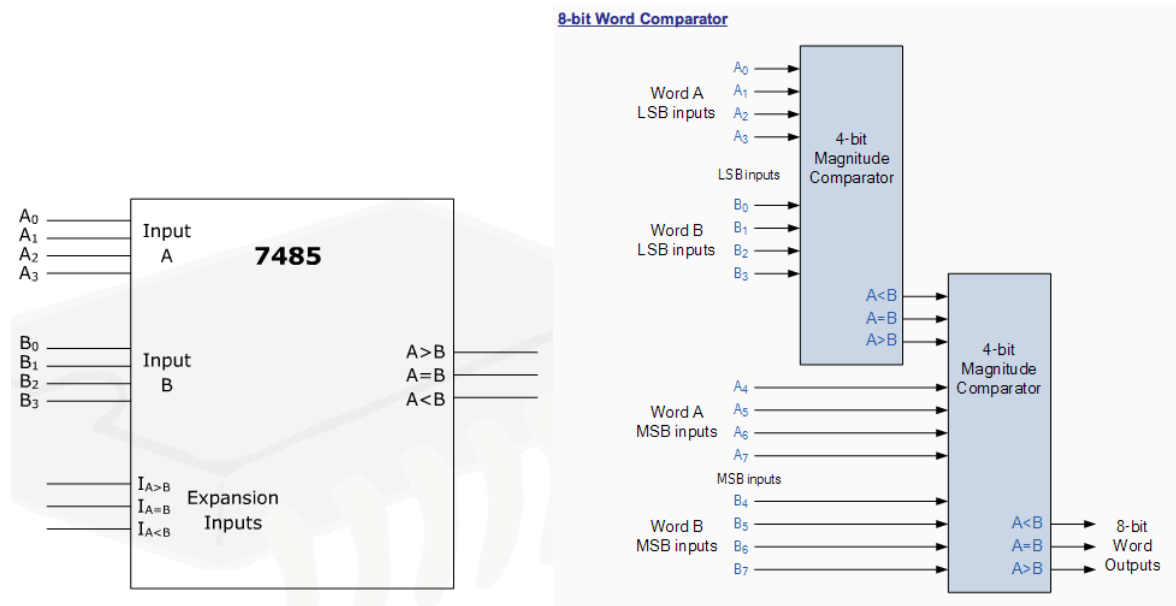 A₀
A₁
A₂
A₃
Input
A
7485
B₀
B₁
B₂
B₃
Input
B
A>B
A=B
A<B
I_A>B
I_A=B
I_A<B
Expansion
Inputs
8-bit Word Comparator
Word A
LSB inputs
A₀
A₁
A₂
A₃
LSB inputs
Word B
LSB inputs
B₀
B₁
B₂
B₃
4-bit
Magnitude
Comparator
A<B
A=B
A>B
Word A
MSB inputs
A₄
A₅
A₆
A₇
MSB inputs
Word B
MSB inputs
B₄
B₅
B₆
B₇
4-bit
Magnitude
Comparator
A<B
A=B
A>B
8-bit
Word
Outputs